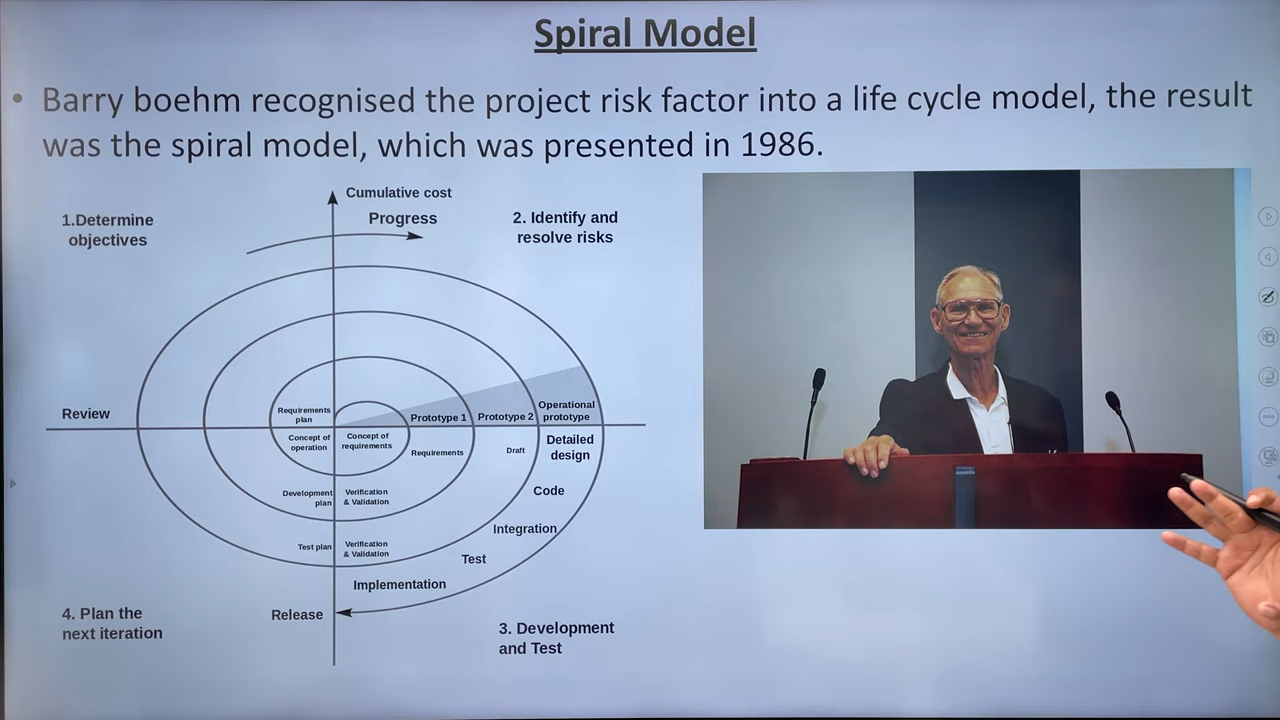 Spiral Model
• Barry boehm recognised the project risk factor into a life cycle model, the result
was the spiral model, which was presented in 1986.
Cumulative cost
Progress
1.Determine
objectives
2. Identify and
resolve risks
Review
Requirements
plan
Prototype 1
Prototype 2
Operational
prototype
Concept of
operation
Concept of
requirements
Requirements
Draft
Detailed
design
Development
plan
Verification
& Validation
Code
Integration
Test plan
Verification
& Validation
Test
Implementation
Release
4. Plan the
next iteration
3. Development
and Test